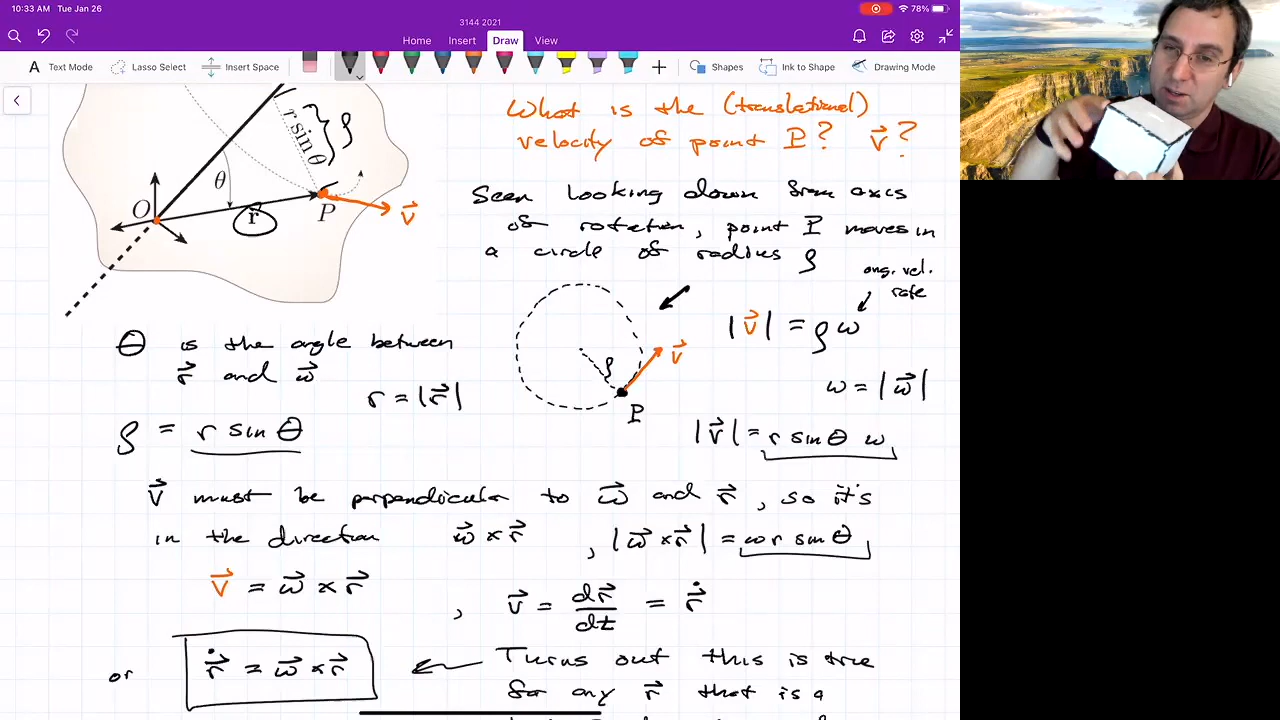 10:33 AM Tue Jan 26
78%
3144 2021
Home Insert Draw View
Text Mode Lasso Select Insert Space Shapes Ink to Shape Drawing Mode
What is the (translational)
velocity of point P? v⃗?
r sin θ } ρ
θ
O r P v⃗
Seen looking down from axis
of rotation, point P moves in
a circle of radius ρ
ang. vel.
rate
|v⃗| = ρω
ρ v⃗
P
ω = |ω⃗|
θ is the angle between
r⃗ and ω⃗
r = |r⃗|
ρ = r sin θ
|v⃗| = r sin θ ω
v⃗ must be perpendicular to ω⃗ and r⃗, so it's
in the direction ω⃗ × r⃗ , |ω⃗ × r⃗| = ω r sin θ
v⃗ = ω⃗ × r⃗ , v⃗ = dr⃗/dt = ṙ⃗
or ṙ⃗ = ω⃗ × r⃗ ← Turns out this is true
for any r⃗ that is a